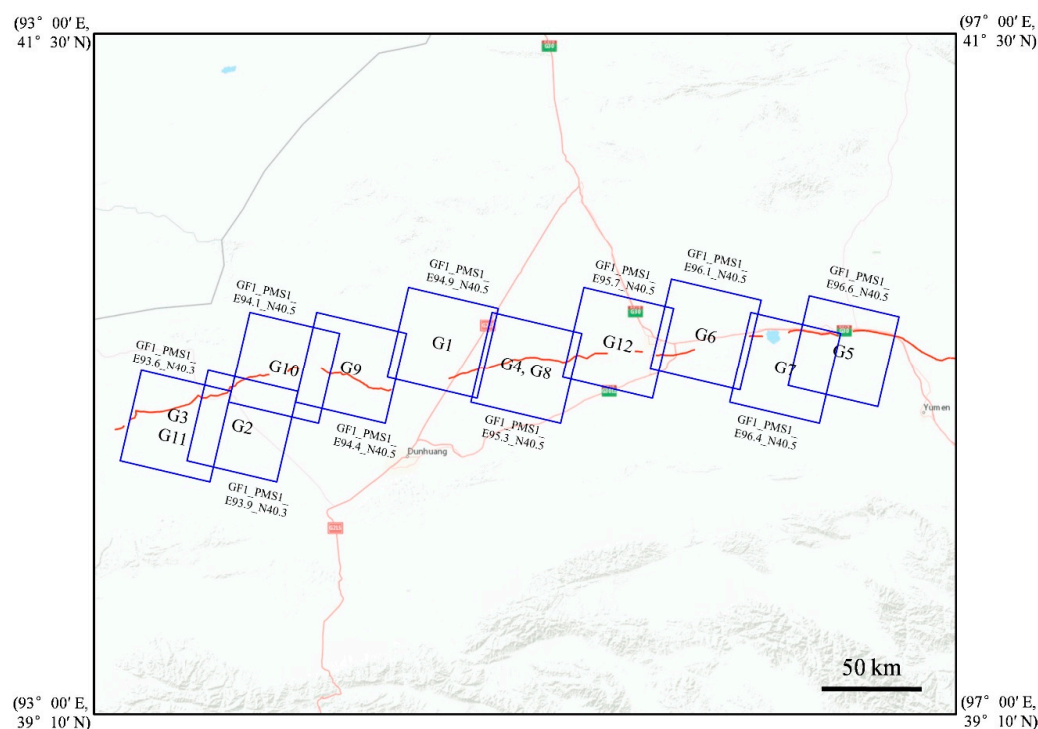 (93° 00′ E,
41° 30′ N)
(97° 00′ E,
41° 30′ N)
GF1_PMS1_
E96.1_N40.5
GF1_PMS1_
E95.7_N40.5
GF1_PMS1_
E94.9_N40.5
GF1_PMS1_
E96.6_N40.5
GF1_PMS1_
E94.1_N40.5
GF1_PMS1_
E93.6_N40.3
G1
G12
G6
G5
G4, G8
G7
G10
G9
G3
G11
G2
Yumen
Dunhuang
GF1_PMS1_
E94.4_N40.5
GF1_PMS1_
E95.3_N40.5
GF1_PMS1_
E96.4_N40.5
GF1_PMS1_
E93.9_N40.3
50 km
(93° 00′ E,
39° 10′ N)
(97° 00′ E,
39° 10′ N)